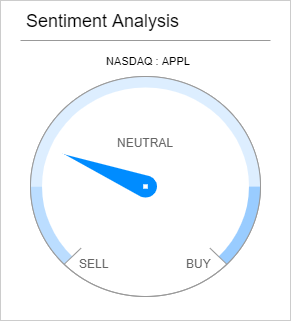 Sentiment Analysis
NASDAQ : APPL
NEUTRAL
SELL BUY